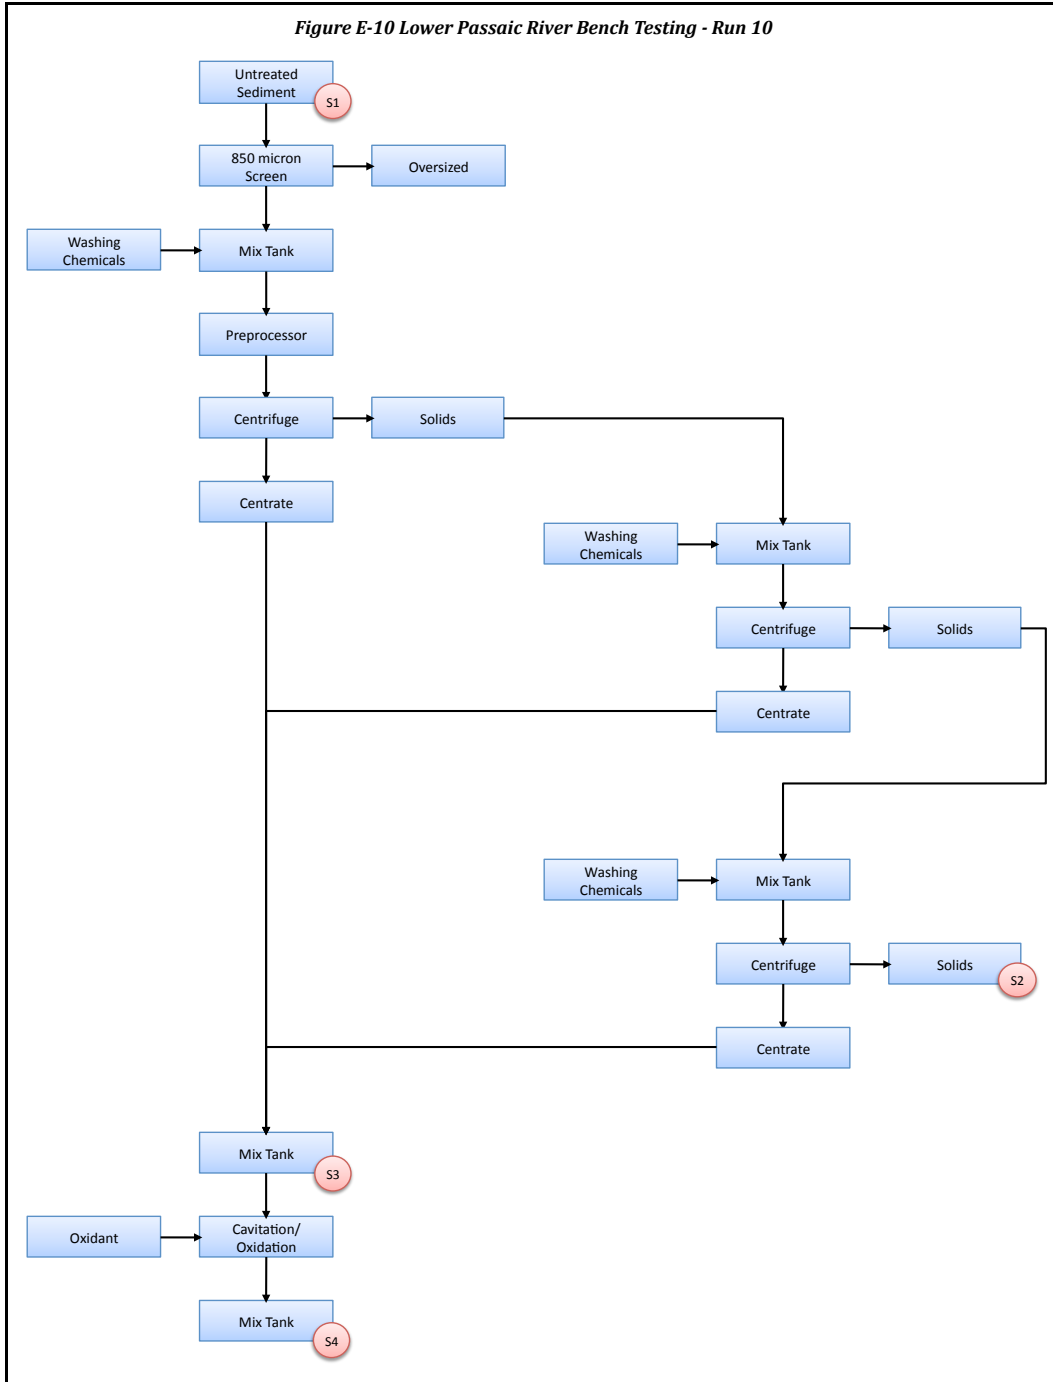 Figure E-10 Lower Passaic River Bench Testing - Run 10
Untreated
Sediment
S1
850 micron
Screen
Oversized
Washing
Chemicals
Mix Tank
Preprocessor
Centrifuge
Solids
Centrate
Washing
Chemicals
Mix Tank
Centrifuge
Solids
Centrate
Washing
Chemicals
Mix Tank
Centrifuge
Solids
S2
Centrate
Mix Tank
S3
Oxidant
Cavitation/
Oxidation
Mix Tank
S4